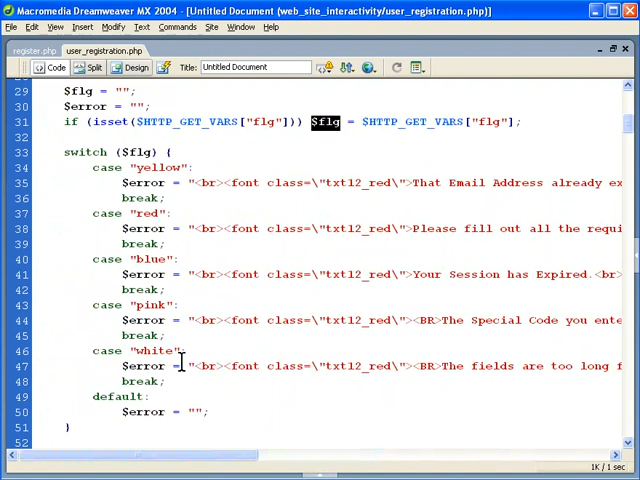 Macromedia Dreamweaver MX 2004 - [Untitled Document (web_site_interactivity/user_registration.php)]
File Edit View Insert Modify Text Commands Site Window Help
register.php user_registration.php
Code Split Design Title: Untitled Document
29 $flg = "";
30 $error = "";
31 if (isset($HTTP_GET_VARS["flg"])) $flg = $HTTP_GET_VARS["flg"];
32
33 switch ($flg) {
34 case "yellow":
35 $error = "<br><font class=\"txt12_red\">That Email Address already ex
36 break;
37 case "red":
38 $error = "<br><font class=\"txt12_red\">Please fill out all the requi
39 break;
40 case "blue":
41 $error = "<br><font class=\"txt12_red\">Your Session has Expired.<br>
42 break;
43 case "pink":
44 $error = "<br><font class=\"txt12_red\"><BR>The Special Code you ente
45 break;
46 case "white":
47 $error = "<br><font class=\"txt12_red\"><BR>The fields are too long f
48 break;
49 default:
50 $error = "";
51 }
52
1K / 1 sec